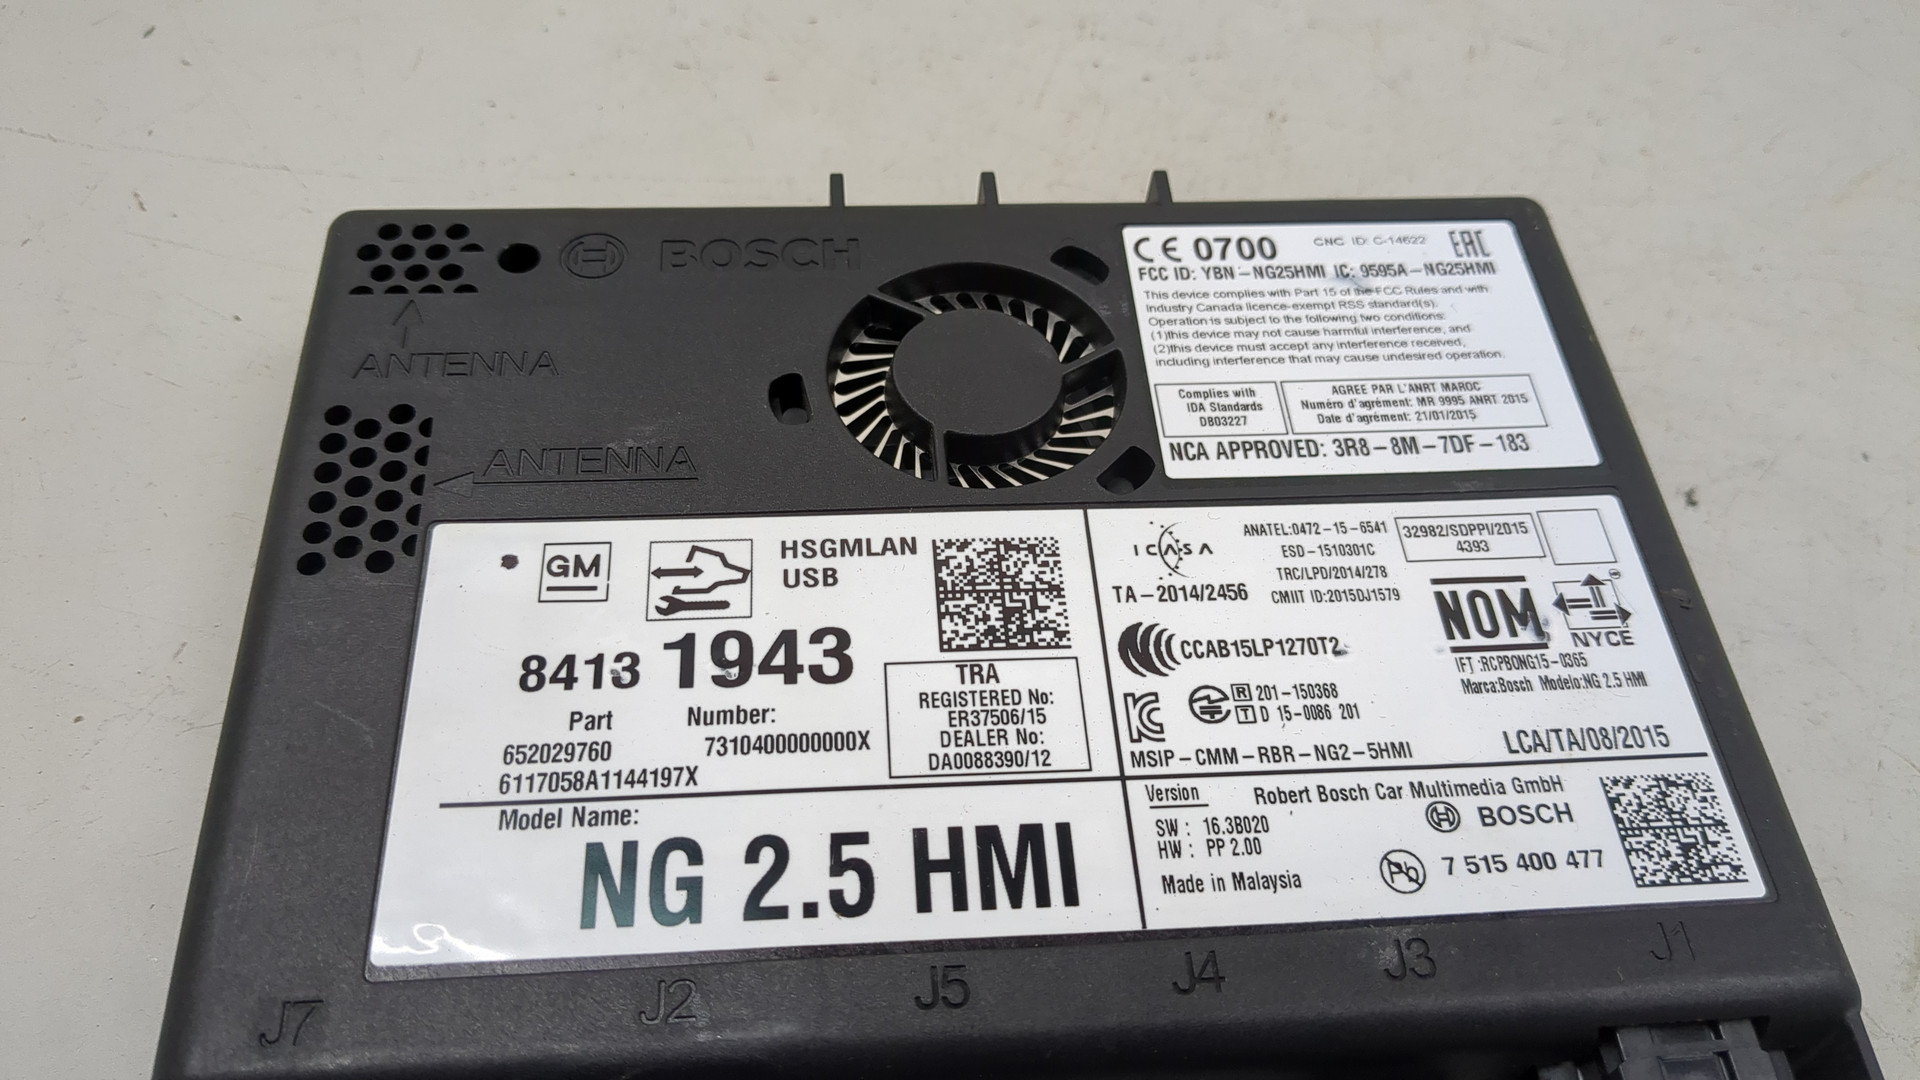 BOSCH
ANTENNA
ANTENNA
CE 0700 CNC ID: C-14622 EAC
FCC ID: YBN-NG25HMI IC: 9595A-NG25HMI
This device complies with Part 15 of the FCC Rules and with
Industry Canada licence-exempt RSS standard(s).
Operation is subject to the following two conditions:
(1)this device may not cause harmful interference, and
(2)this device must accept any interference received,
including interference that may cause undesired operation.
Complies with
IDA Standards
DB03227
AGREE PAR L'ANRT MAROC
Numéro d'agrément: MR 9995 ANRT 2015
Date d'agrément: 21/01/2015
NCA APPROVED: 3R8-8M-7DF-183
GM
HSGMLAN
USB
8413 1943
Part Number:
652029760 7310400000000X
6117058A1144197X
TRA
REGISTERED No:
ER37506/15
DEALER No:
DA0088390/12
Model Name:
NG 2.5 HMI
ICASA
TA-2014/2456
ANATEL:0472-15-6541
ESD-1510301C
TRC/LPD/2014/278
CMIIT ID:2015DJ1579
32982/SDPPI/2015
4393
CCAB15LP1270T2
NOM
NYCE
IFT :RCPBONG15-0365
Marca:Bosch Modelo:NG 2.5 HMI
R 201-150368
T D 15-0086 201
MSIP-CMM-RBR-NG2-5HMI
LCA/TA/08/2015
Version
SW: 16.3B020
HW: PP 2.00
Made in Malaysia
Robert Bosch Car Multimedia GmbH
BOSCH
Pb 7 515 400 477
J7 J2 J5 J4 J3 J1